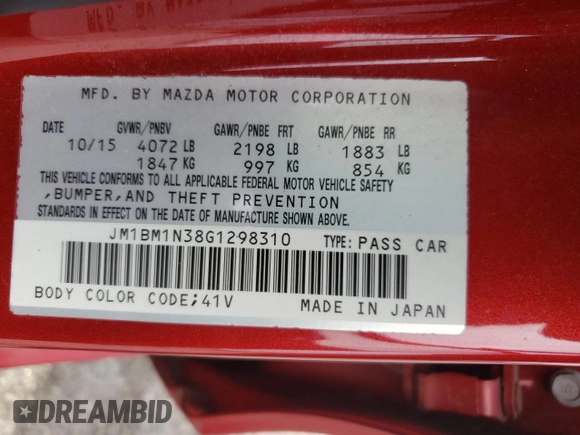 MFD. BY MAZDA MOTOR CORPORATION
DATE GVWR/PNBV GAWR/PNBE FRT GAWR/PNBE RR
10/15 4072 LB 2198 LB 1883 LB
1847 KG 997 KG 854 KG
THIS VEHICLE CONFORMS TO ALL APPLICABLE FEDERAL MOTOR VEHICLE SAFETY
,BUMPER,AND THEFT PREVENTION
STANDARDS IN EFFECT ON THE DATE OF MANUFACTURE SHOWN ABOVE.
JM1BM1N38G1298310 TYPE: PASS CAR
BODY COLOR CODE;41V MADE IN JAPAN
DREAMBID